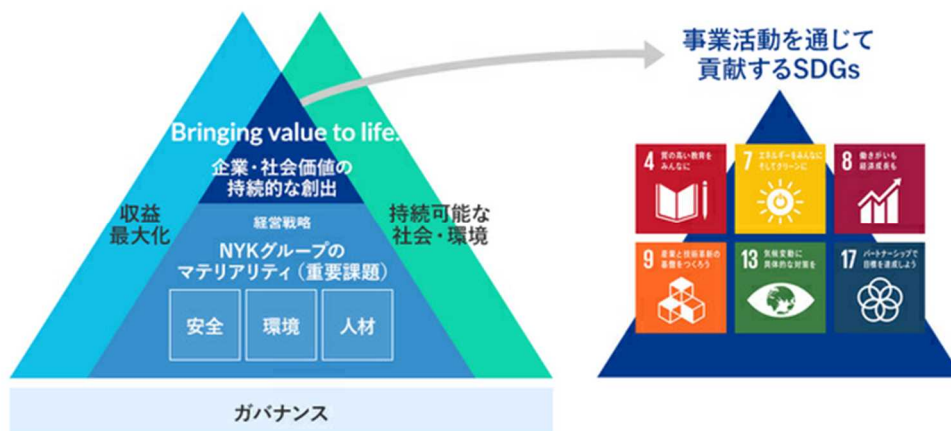 事業活動を通じて
貢献するSDGs
Bringing value to life.
企業・社会価値の
持続的な創出
収益
最大化
持続可能な
社会・環境
経営戦略
NYKグループの
マテリアリティ(重要課題)
安全
環境
人材
ガバナンス
4 質の高い教育を
みんなに
7 エネルギーをみんなに
そしてクリーンに
8 働きがいも
経済成長も
9 産業と技術革新の
基盤をつくろう
13 気候変動に
具体的な対策を
17 パートナーシップで
目標を達成しよう